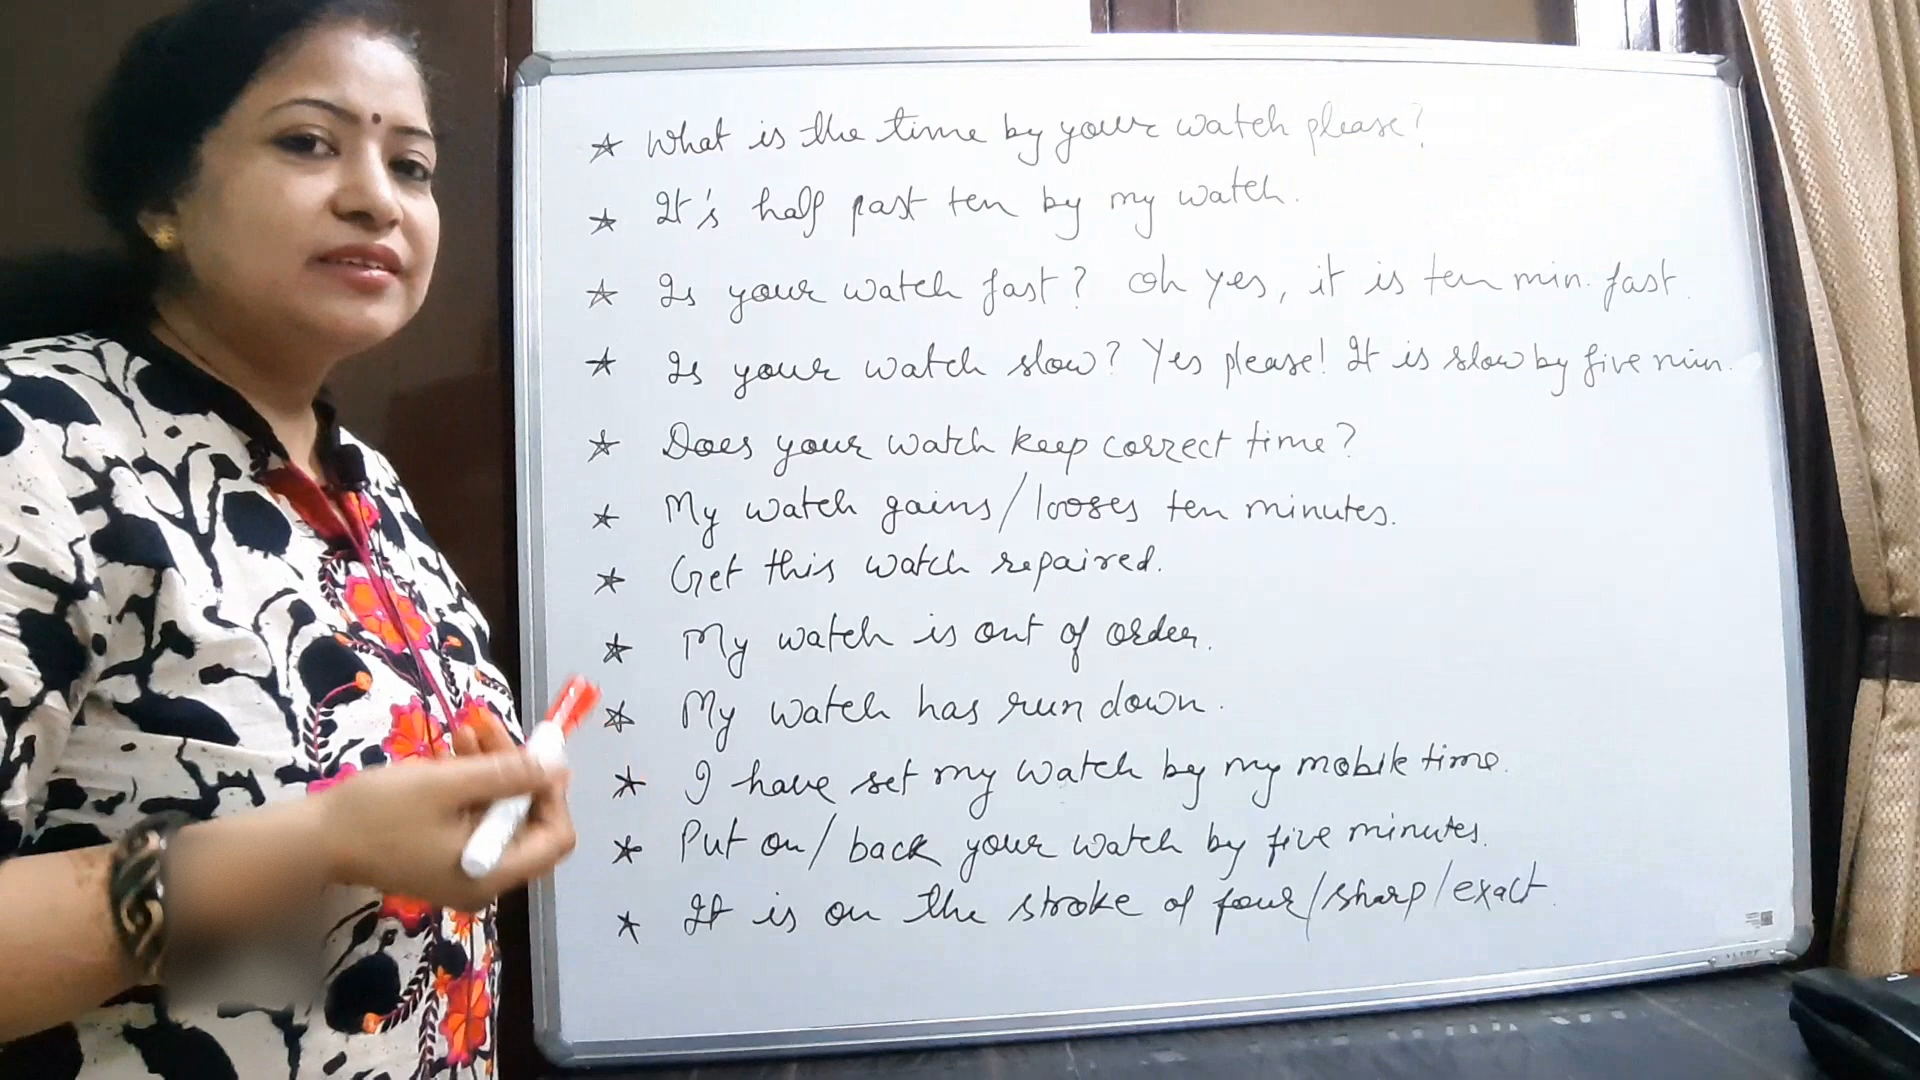 ☆ What is the time by your watch please?
☆ It's half past ten by my watch.
☆ Is your watch fast? Oh yes, it is ten min. fast.
☆ Is your watch slow? Yes please! It is slow by five min.
☆ Does your watch keep correct time?
☆ My watch gains/looses ten minutes.
☆ Get this watch repaired.
☆ My watch is out of order.
☆ My watch has run down.
☆ I have set my watch by my mobile time.
☆ Put on/back your watch by five minutes.
☆ It is on the stroke of four/sharp/exact.